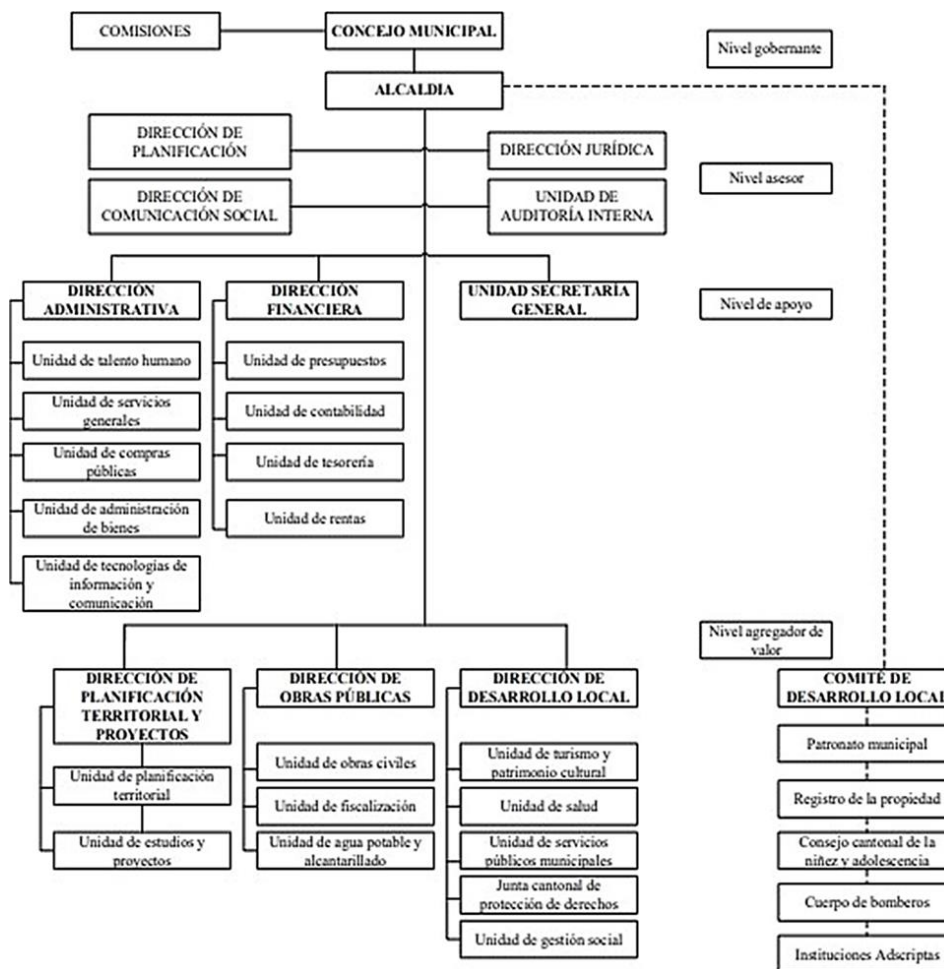 COMISIONES
CONCEJO MUNICIPAL
Nivel gobernante
ALCALDIA
DIRECCIÓN DE
PLANIFICACIÓN
DIRECCIÓN JURÍDICA
DIRECCIÓN DE
COMUNICACIÓN SOCIAL
UNIDAD DE
AUDITORÍA INTERNA
Nivel asesor
DIRECCIÓN
ADMINISTRATIVA
DIRECCIÓN
FINANCIERA
UNIDAD SECRETARÍA
GENERAL
Nivel de apoyo
Unidad de talento humano
Unidad de servicios
generales
Unidad de compras
públicas
Unidad de administración
de bienes
Unidad de tecnologías de
información y
comunicación
Unidad de presupuestos
Unidad de contabilidad
Unidad de tesorería
Unidad de rentas
Nivel agregador de
valor
DIRECCIÓN DE
PLANIFICACIÓN
TERRITORIAL Y
PROYECTOS
Unidad de planificación
territorial
Unidad de estudios y
proyectos
DIRECCIÓN DE
OBRAS PÚBLICAS
Unidad de obras civiles
Unidad de fiscalización
Unidad de agua potable y
alcantarillado
DIRECCIÓN DE
DESARROLLO LOCAL
Unidad de turismo y
patrimonio cultural
Unidad de salud
Unidad de servicios
públicos municipales
Junta cantonal de
protección de derechos
Unidad de gestión social
COMITÉ DE
DESARROLLO LOCAL
Patronato municipal
Registro de la propiedad
Consejo cantonal de la
niñez y adolescencia
Cuerpo de bomberos
Instituciones Adscriptas